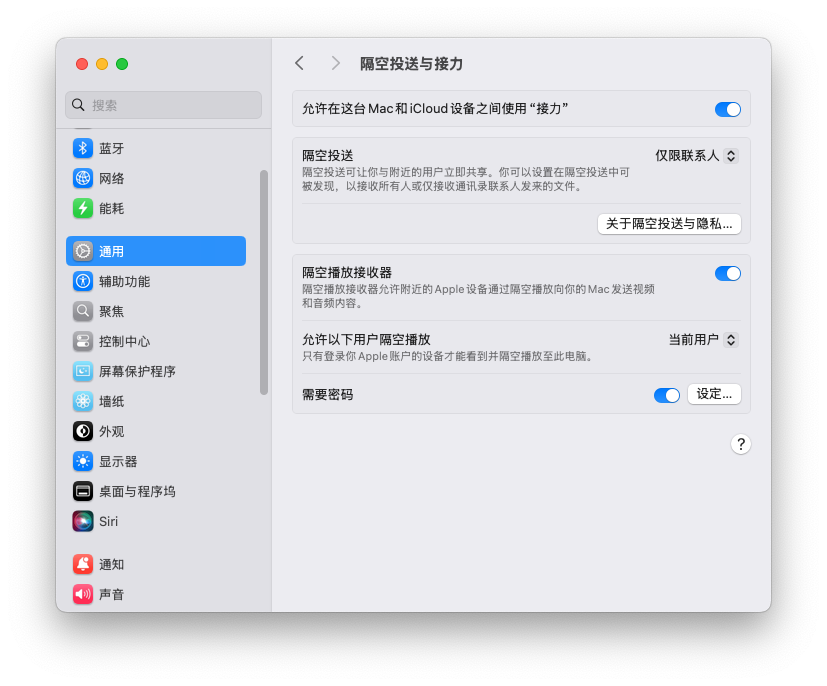 隔空投送与接力
搜索
蓝牙
网络
能耗
通用
辅助功能
聚焦
控制中心
屏幕保护程序
墙纸
外观
显示器
桌面与程序坞
Siri
通知
声音
允许在这台 Mac 和 iCloud 设备之间使用 “接力”
隔空投送
仅限联系人
隔空投送可让你与附近的用户立即共享。你可以设置在隔空投送中可
被发现，以接收所有人或仅接收通讯录联系人发来的文件。
关于隔空投送与隐私...
隔空播放接收器
隔空播放接收器允许附近的 Apple 设备通过隔空播放向你的 Mac 发送视频
和音频内容。
允许以下用户隔空播放
当前用户
只有登录你 Apple 账户的设备才能看到并隔空播放至此电脑。
需要密码
设定...
?